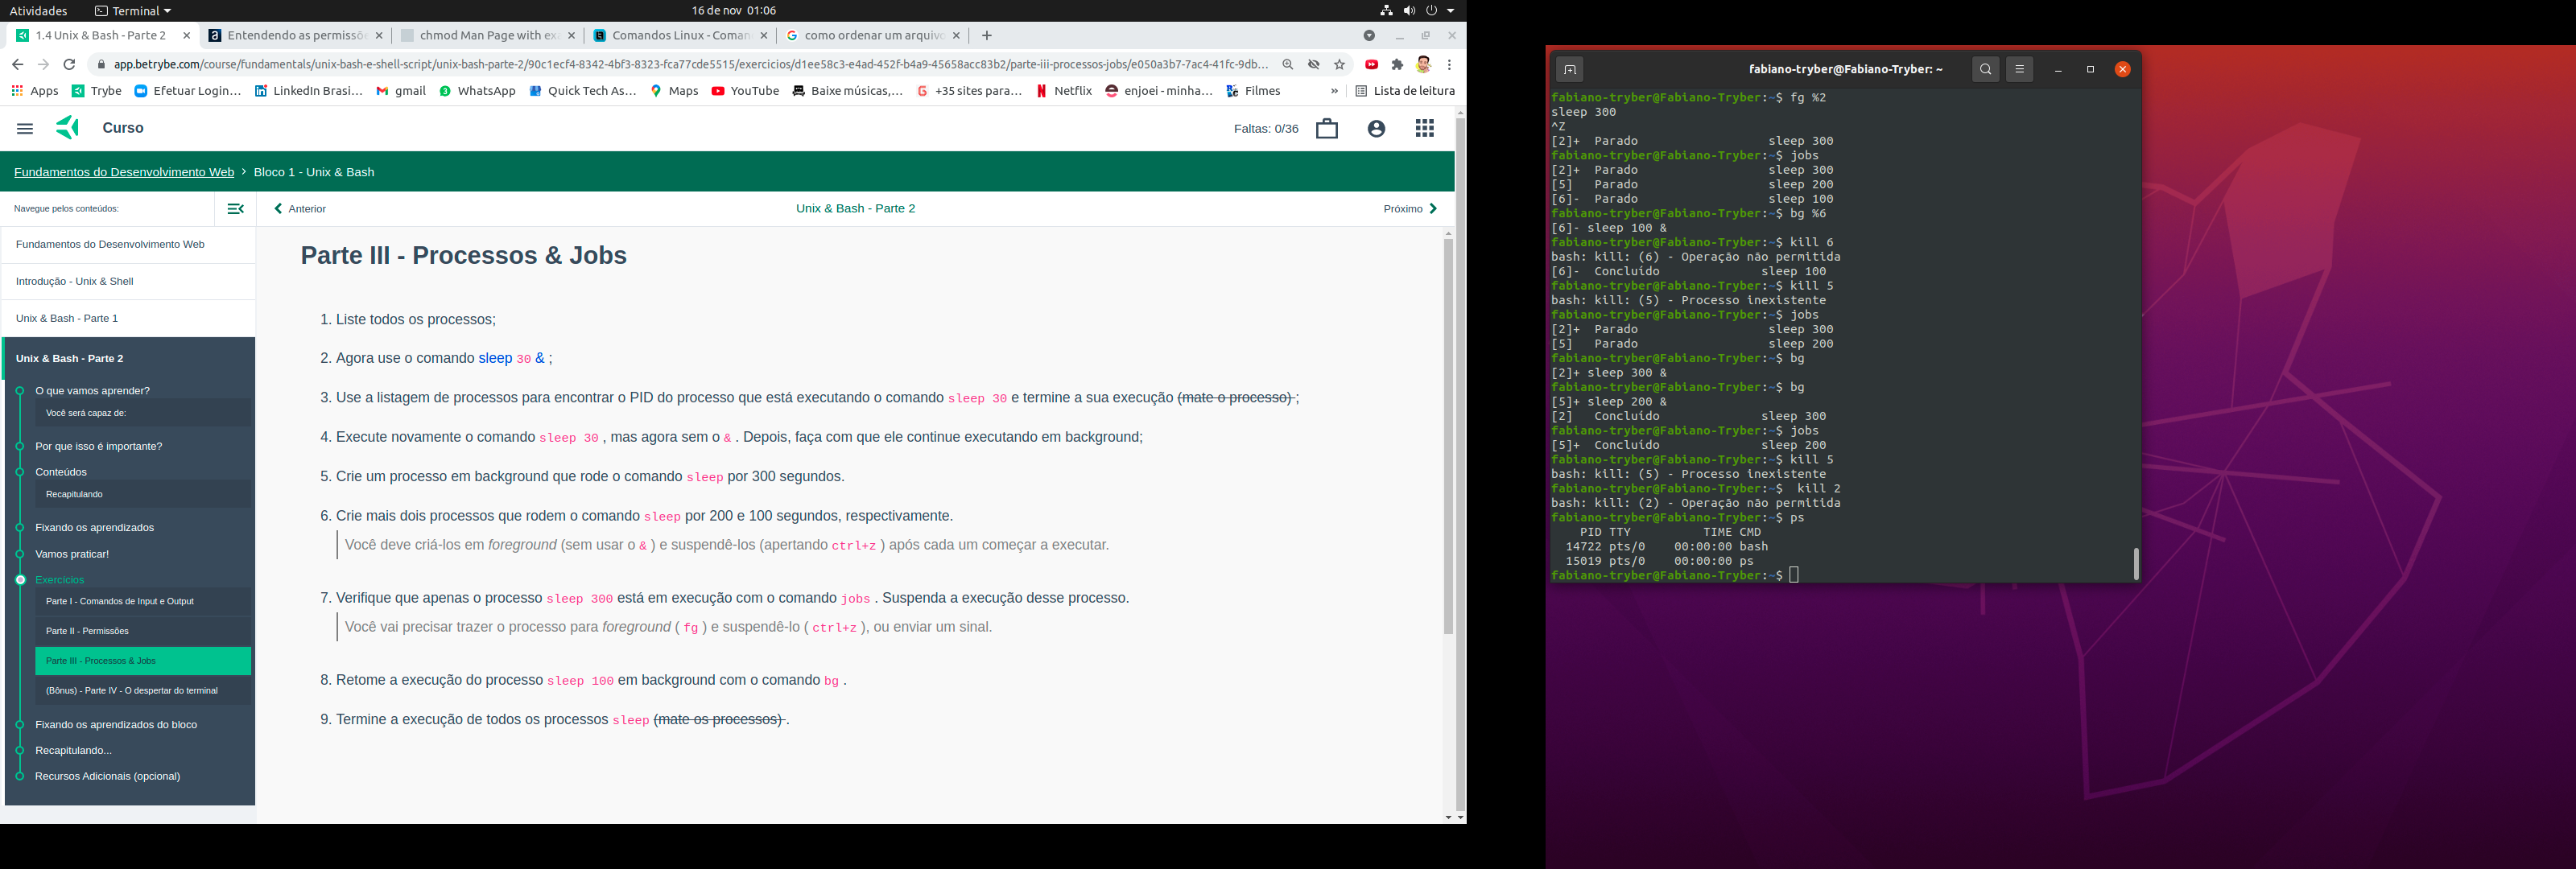 Atividades
Terminal
16 de nov 01:06
1.4 Unix & Bash - Parte 2
Entendendo as permissõe
chmod Man Page with ex
Comandos Linux - Coman
como ordenar um arquivo
app.betrybe.com/course/fundamentals/unix-bash-e-shell-script/unix-bash-parte-2/90c1ecf4-8342-4bf3-8323-fca77cde5515/exercicios/d1ee58c3-e4ad-452f-b4a9-45658acc83b2/parte-iii-processos-jobs/e050a3b7-7ac4-41fc-9db...
Apps
Trybe
Efetuar Login...
LinkedIn Brasi...
gmail
WhatsApp
Quick Tech As...
Maps
YouTube
Baixe músicas,...
+35 sites para...
Netflix
enjoei - minha...
Filmes
»
Lista de leitura
Curso
Faltas: 0/36
Fundamentos do Desenvolvimento Web › Bloco 1 - Unix & Bash
Navegue pelos conteúdos:
Anterior
Unix & Bash - Parte 2
Próximo
Fundamentos do Desenvolvimento Web
Introdução - Unix & Shell
Unix & Bash - Parte 1
Unix & Bash - Parte 2
O que vamos aprender?
Você será capaz de:
Por que isso é importante?
Conteúdos
Recapitulando
Fixando os aprendizados
Vamos praticar!
Exercícios
Parte I - Comandos de Input e Output
Parte II - Permissões
Parte III - Processos & Jobs
(Bônus) - Parte IV - O despertar do terminal
Fixando os aprendizados do bloco
Recapitulando...
Recursos Adicionais (opcional)
Parte III - Processos & Jobs
1. Liste todos os processos;
2. Agora use o comando sleep 30 & ;
3. Use a listagem de processos para encontrar o PID do processo que está executando o comando sleep 30 e termine a sua execução (mate o processo) ;
4. Execute novamente o comando sleep 30 , mas agora sem o & . Depois, faça com que ele continue executando em background;
5. Crie um processo em background que rode o comando sleep por 300 segundos.
6. Crie mais dois processos que rodem o comando sleep por 200 e 100 segundos, respectivamente.
Você deve criá-los em foreground (sem usar o & ) e suspendê-los (apertando ctrl+z ) após cada um começar a executar.
7. Verifique que apenas o processo sleep 300 está em execução com o comando jobs . Suspenda a execução desse processo.
Você vai precisar trazer o processo para foreground ( fg ) e suspendê-lo ( ctrl+z ), ou enviar um sinal.
8. Retome a execução do processo sleep 100 em background com o comando bg .
9. Termine a execução de todos os processos sleep (mate os processos) .
fabiano-tryber@Fabiano-Tryber: ~
fabiano-tryber@Fabiano-Tryber:~$ fg %2
sleep 300
^Z
[2]+  Parado                  sleep 300
fabiano-tryber@Fabiano-Tryber:~$ jobs
[2]+  Parado                  sleep 300
[5]   Parado                  sleep 200
[6]-  Parado                  sleep 100
fabiano-tryber@Fabiano-Tryber:~$ bg %6
[6]- sleep 100 &
fabiano-tryber@Fabiano-Tryber:~$ kill 6
bash: kill: (6) - Operação não permitida
[6]-  Concluído              sleep 100
fabiano-tryber@Fabiano-Tryber:~$ kill 5
bash: kill: (5) - Processo inexistente
fabiano-tryber@Fabiano-Tryber:~$ jobs
[2]+  Parado                  sleep 300
[5]   Parado                  sleep 200
fabiano-tryber@Fabiano-Tryber:~$ bg
[2]+ sleep 300 &
fabiano-tryber@Fabiano-Tryber:~$ bg
[5]+ sleep 200 &
[2]   Concluído              sleep 300
fabiano-tryber@Fabiano-Tryber:~$ jobs
[5]+  Concluído              sleep 200
fabiano-tryber@Fabiano-Tryber:~$ kill 5
bash: kill: (5) - Processo inexistente
fabiano-tryber@Fabiano-Tryber:~$  kill 2
bash: kill: (2) - Operação não permitida
fabiano-tryber@Fabiano-Tryber:~$ ps
    PID TTY          TIME CMD
  14722 pts/0    00:00:00 bash
  15019 pts/0    00:00:00 ps
fabiano-tryber@Fabiano-Tryber:~$